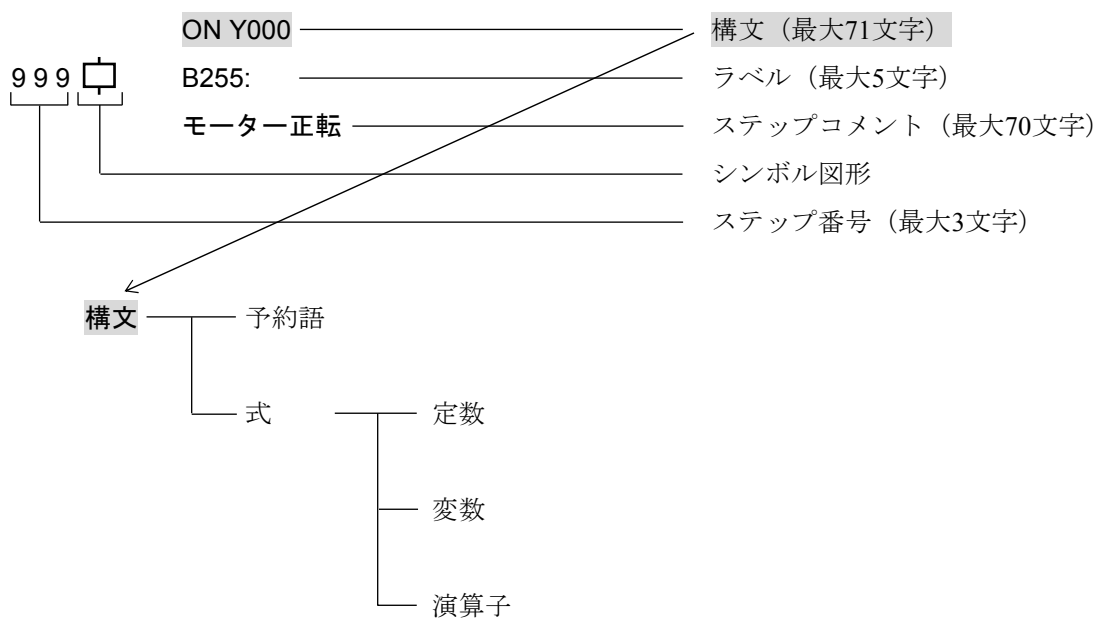 ON Y000 構文（最大71文字）
999 B255: ラベル（最大5文字）
モーター正転 ステップコメント（最大70文字）
シンボル図形
ステップ番号（最大3文字）
構文 予約語
式 定数
変数
演算子